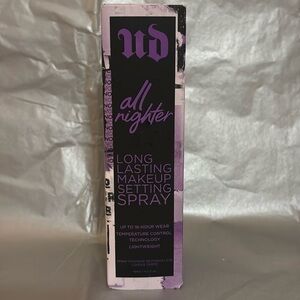 UD
all
nighter
LONG
LASTING
MAKEUP
SETTING
SPRAY
UP TO 16 HOUR WEAR
TEMPERATURE CONTROL
TECHNOLOGY
LIGHTWEIGHT